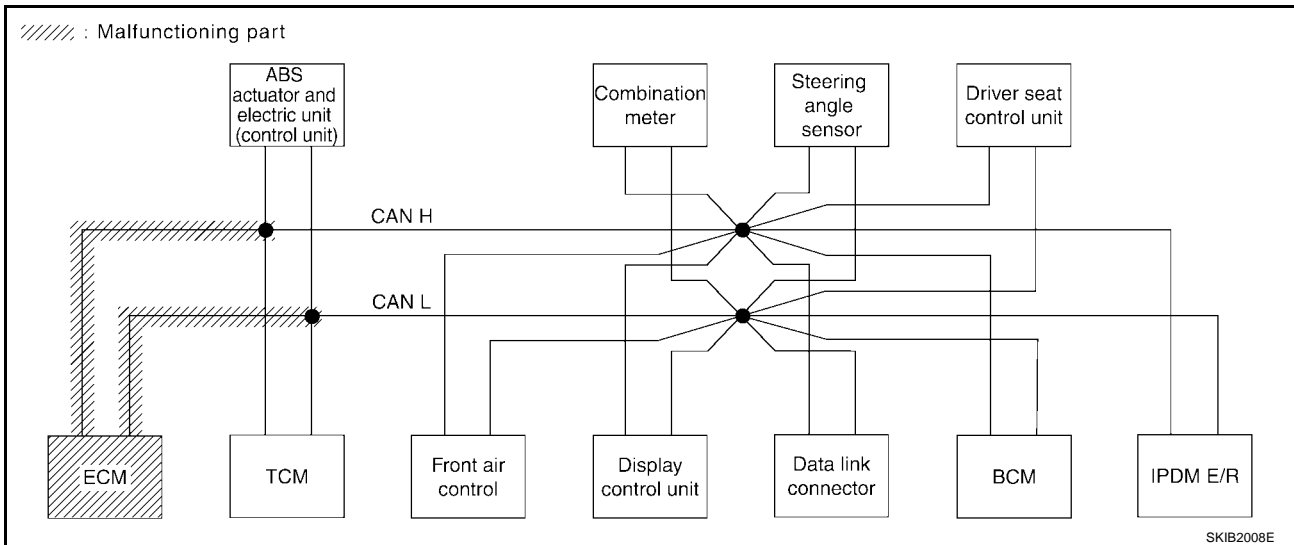 : Malfunctioning part
ABS
actuator and
electric unit
(control unit)
Combination
meter
Steering
angle
sensor
Driver seat
control unit
CAN H
CAN L
ECM
TCM
Front air
control
Display
control unit
Data link
connector
BCM
IPDM E/R
SKIB2008E